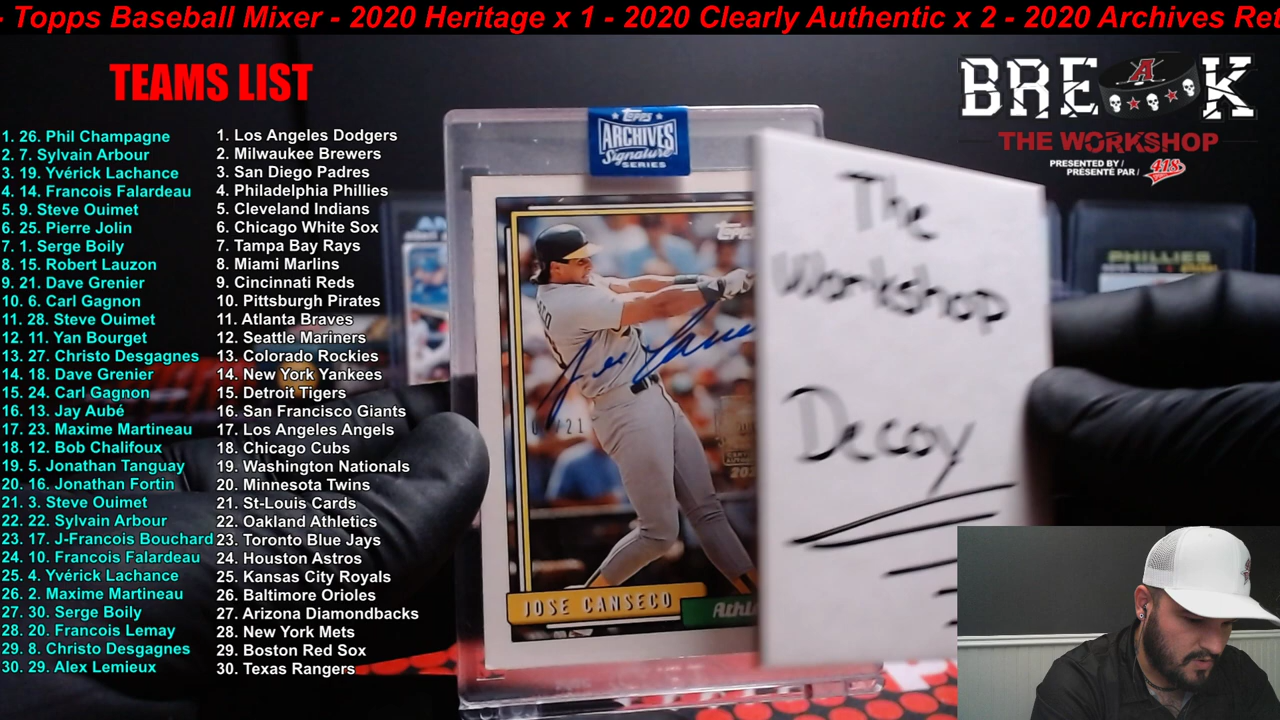 - Topps Baseball Mixer - 2020 Heritage x 1 - 2020 Clearly Authentic x 2 - 2020 Archives Ret
TEAMS LIST
1. 26. Phil Champagne
2. 7. Sylvain Arbour
3. 19. Yvérick Lachance
4. 14. Francois Falardeau
5. 9. Steve Ouimet
6. 25. Pierre Jolin
7. 1. Serge Boily
8. 15. Robert Lauzon
9. 21. Dave Grenier
10. 6. Carl Gagnon
11. 28. Steve Ouimet
12. 11. Yan Bourget
13. 27. Christo Desgagnes
14. 18. Dave Grenier
15. 24. Carl Gagnon
16. 13. Jay Aubé
17. 23. Maxime Martineau
18. 12. Bob Chalifoux
19. 5. Jonathan Tanguay
20. 16. Jonathan Fortin
21. 3. Steve Ouimet
22. 22. Sylvain Arbour
23. 17. J-Francois Bouchard
24. 10. Francois Falardeau
25. 4. Yvérick Lachance
26. 2. Maxime Martineau
27. 30. Serge Boily
28. 20. Francois Lemay
29. 8. Christo Desgagnes
30. 29. Alex Lemieux
1. Los Angeles Dodgers
2. Milwaukee Brewers
3. San Diego Padres
4. Philadelphia Phillies
5. Cleveland Indians
6. Chicago White Sox
7. Tampa Bay Rays
8. Miami Marlins
9. Cincinnati Reds
10. Pittsburgh Pirates
11. Atlanta Braves
12. Seattle Mariners
13. Colorado Rockies
14. New York Yankees
15. Detroit Tigers
16. San Francisco Giants
17. Los Angeles Angels
18. Chicago Cubs
19. Washington Nationals
20. Minnesota Twins
21. St-Louis Cards
22. Oakland Athletics
23. Toronto Blue Jays
24. Houston Astros
25. Kansas City Royals
26. Baltimore Orioles
27. Arizona Diamondbacks
28. New York Mets
29. Boston Red Sox
30. Texas Rangers
Topps
ARCHIVES
Signature
SERIES
Topps
JOSE CANSECO
Athl
The
Workshop
Decoy
BRE K
THE WORKSHOP
PRESENTED BY /
PRÉSENTÉ PAR /
418
PHILLIES